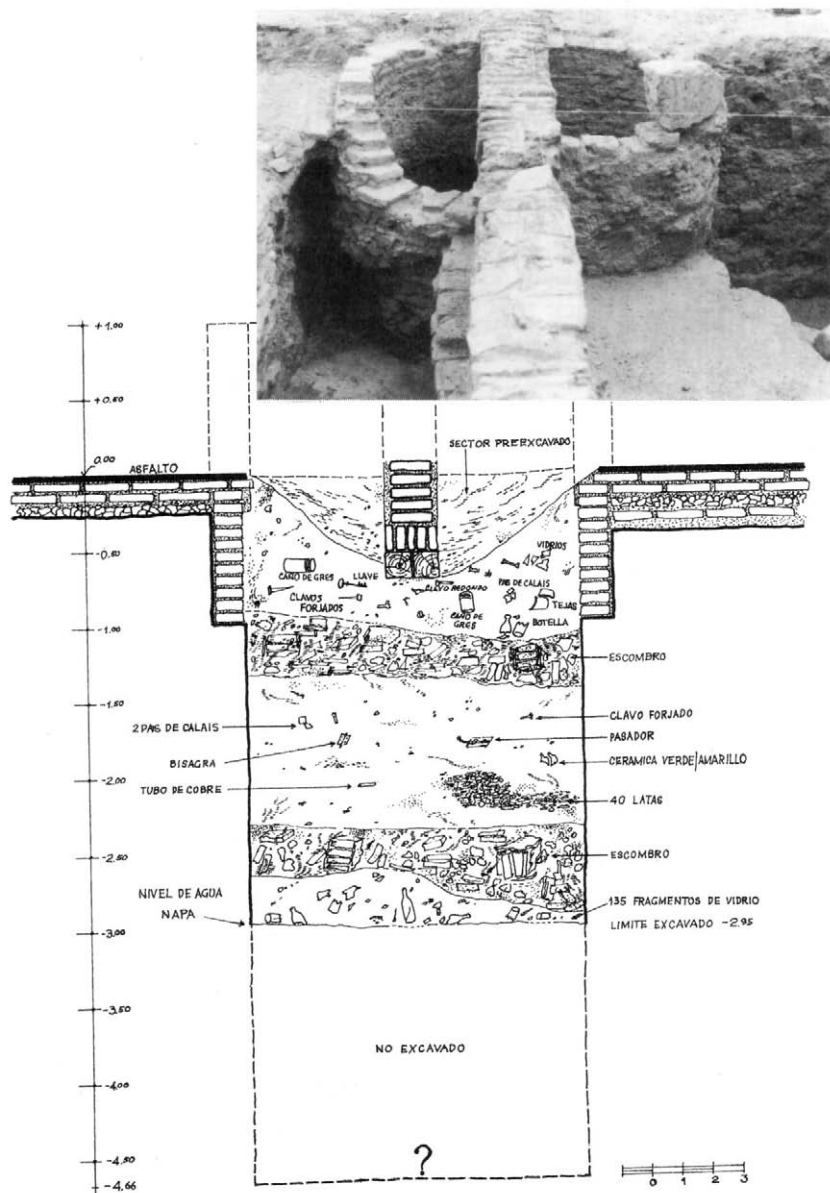 +1.00
+0.50
0.00
ASFALTO
SECTOR PREEXCAVADO
-0.50
CAÑO DE GRES
LLAVE
CLAVOS
FORJADOS
CLAVO REDONDO
VIDRIOS
PAS DE CALAIS
TEJAS
CAÑO DE
GRES
BOTELLA
-1.00
ESCOMBRO
-1.50
2 PAS DE CALAIS
CLAVO FORJADO
BISAGRA
PASADOR
CERAMICA VERDE/AMARILLO
-2.00
TUBO DE COBRE
40 LATAS
-2.50
ESCOMBRO
NIVEL DE AGUA
NAPA
135 FRAGMENTOS DE VIDRIO
LIMITE EXCAVADO -2.95
-3.00
-3.50
NO EXCAVADO
-4.00
-4.50
-4.66
?
0 1 2 3